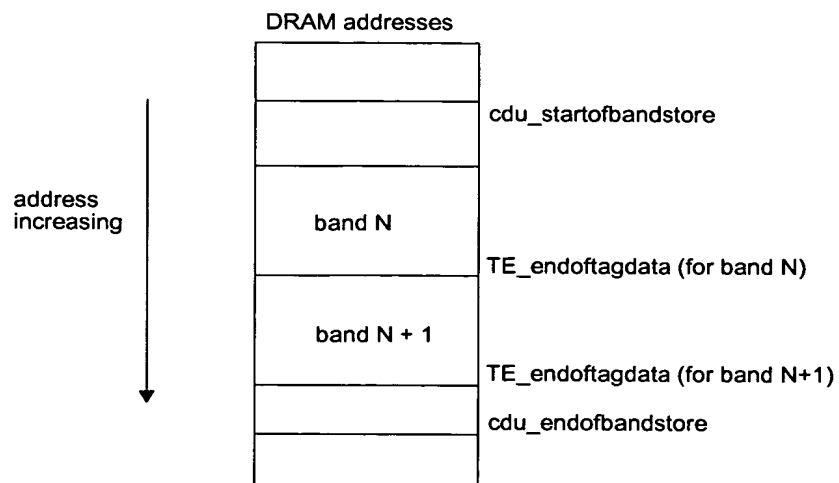 DRAM addresses
cdu_startofbandstore
address
increasing
band N
TE_endoftagdata (for band N)
band N + 1
TE_endoftagdata (for band N+1)
cdu_endofbandstore